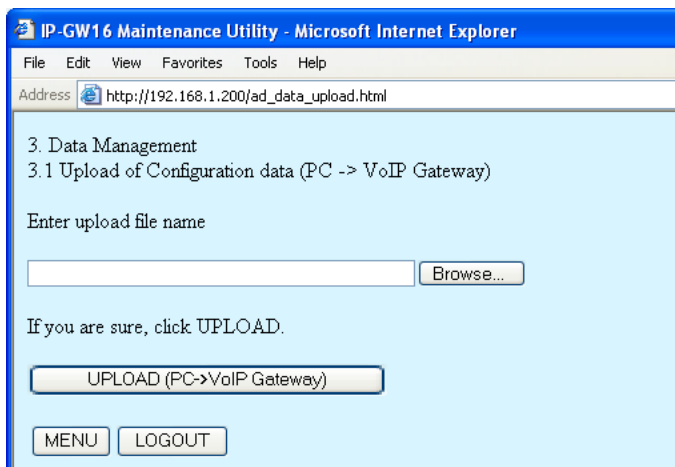 IP-GW16 Maintenance Utility - Microsoft Internet Explorer
File Edit View Favorites Tools Help
Address http://192.168.1.200/ad_data_upload.html
3. Data Management
3.1 Upload of Configuration data (PC -> VoIP Gateway)
Enter upload file name
Browse...
If you are sure, click UPLOAD.
UPLOAD (PC->VoIP Gateway)
MENU LOGOUT